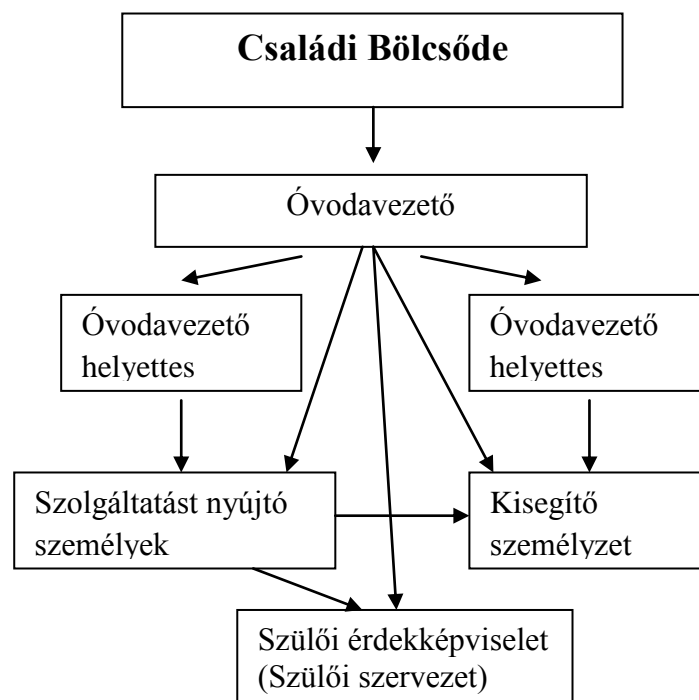 Családi Bölcsőde
Óvodavezető
Óvodavezető
helyettes
Óvodavezető
helyettes
Szolgáltatást nyújtó
személyek
Kisegítő
személyzet
Szülői érdekképviselet
(Szülői szervezet)